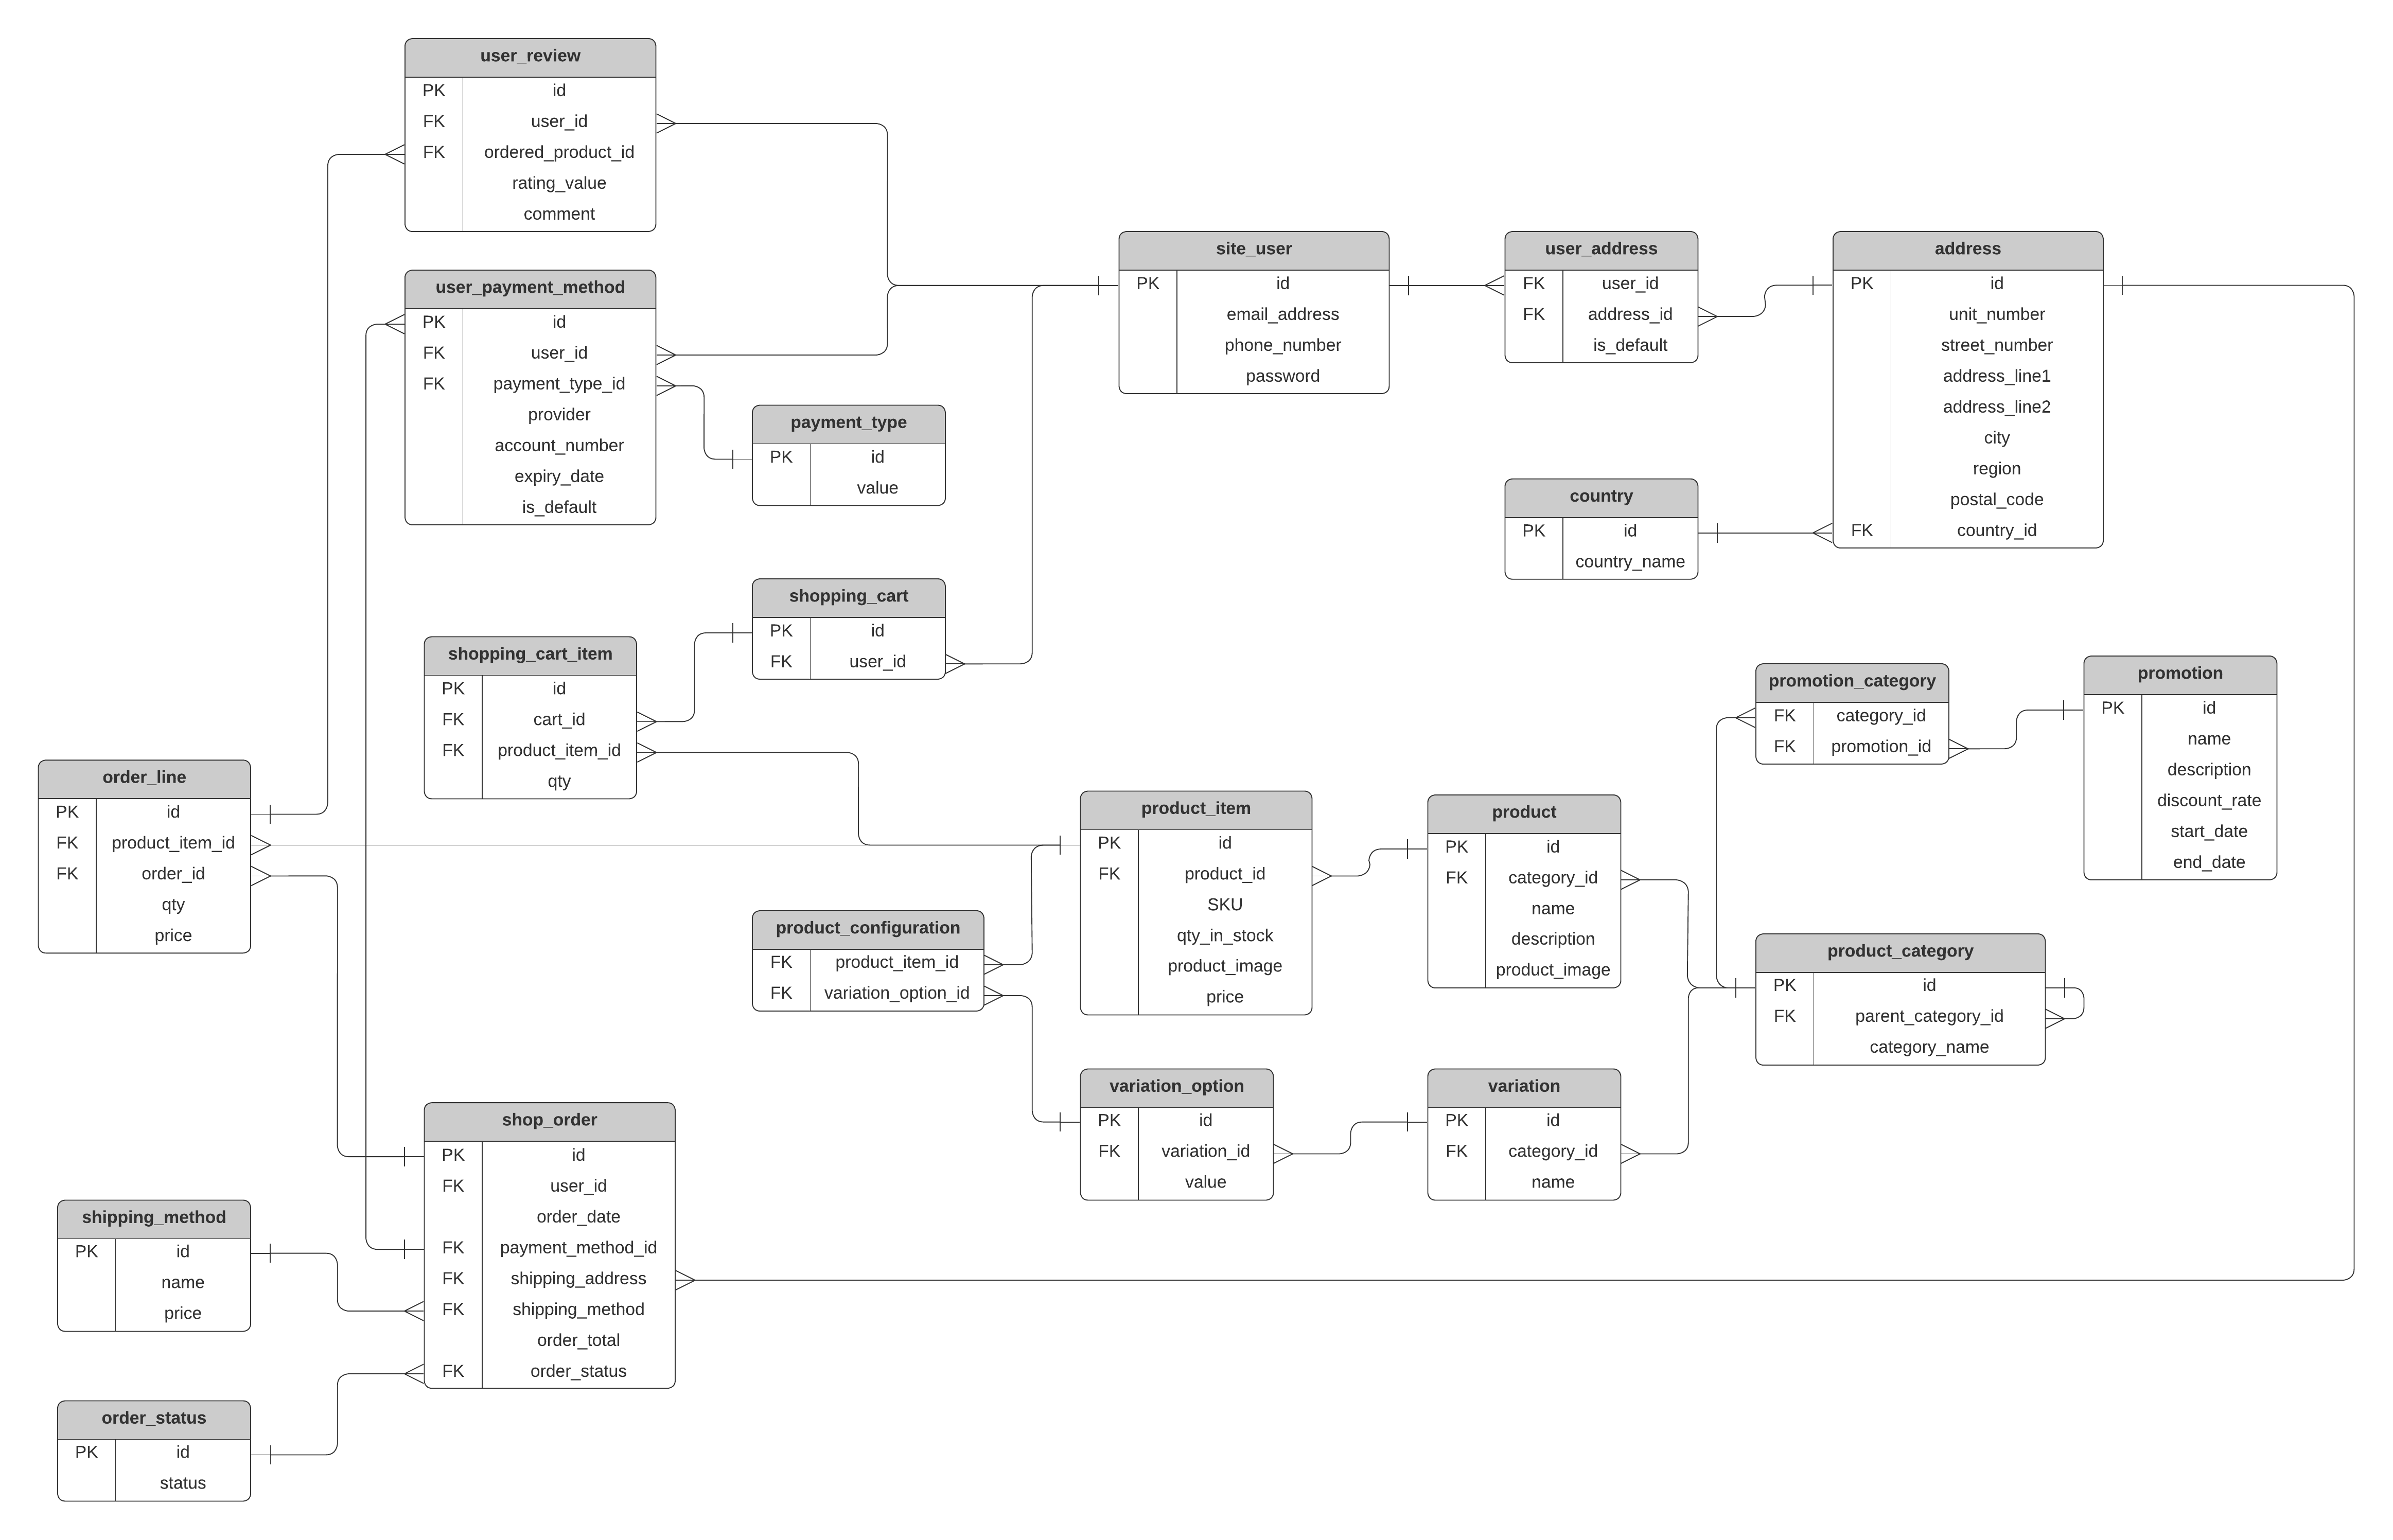 user_review
PK id
FK user_id
FK ordered_product_id
rating_value
comment
user_payment_method
PK id
FK user_id
FK payment_type_id
provider
account_number
expiry_date
is_default
payment_type
PK id
value
site_user
PK id
email_address
phone_number
password
user_address
FK user_id
FK address_id
is_default
address
PK id
unit_number
street_number
address_line1
address_line2
city
region
postal_code
FK country_id
country
PK id
country_name
shopping_cart
PK id
FK user_id
shopping_cart_item
PK id
FK cart_id
FK product_item_id
qty
order_line
PK id
FK product_item_id
FK order_id
qty
price
product_item
PK id
FK product_id
SKU
qty_in_stock
product_image
price
product
PK id
FK category_id
name
description
product_image
promotion_category
FK category_id
FK promotion_id
promotion
PK id
name
description
discount_rate
start_date
end_date
product_configuration
FK product_item_id
FK variation_option_id
product_category
PK id
FK parent_category_id
category_name
variation_option
PK id
FK variation_id
value
variation
PK id
FK category_id
name
shop_order
PK id
FK user_id
order_date
FK payment_method_id
FK shipping_address
FK shipping_method
order_total
FK order_status
shipping_method
PK id
name
price
order_status
PK id
status